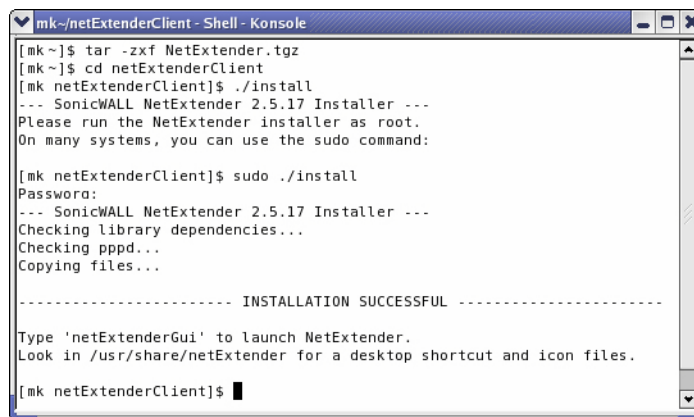 mk~/netExtenderClient - Shell - Konsole
[mk ~]$ tar -zxf NetExtender.tgz
[mk ~]$ cd netExtenderClient
[mk netExtenderClient]$ ./install
--- SonicWALL NetExtender 2.5.17 Installer ---
Please run the NetExtender installer as root.
On many systems, you can use the sudo command:
[mk netExtenderClient]$ sudo ./install
Password:
--- SonicWALL NetExtender 2.5.17 Installer ---
Checking library dependencies...
Checking pppd...
Copying files...
------------------------ INSTALLATION SUCCESSFUL -----------------------
Type 'netExtenderGui' to launch NetExtender.
Look in /usr/share/netExtender for a desktop shortcut and icon files.
[mk netExtenderClient]$